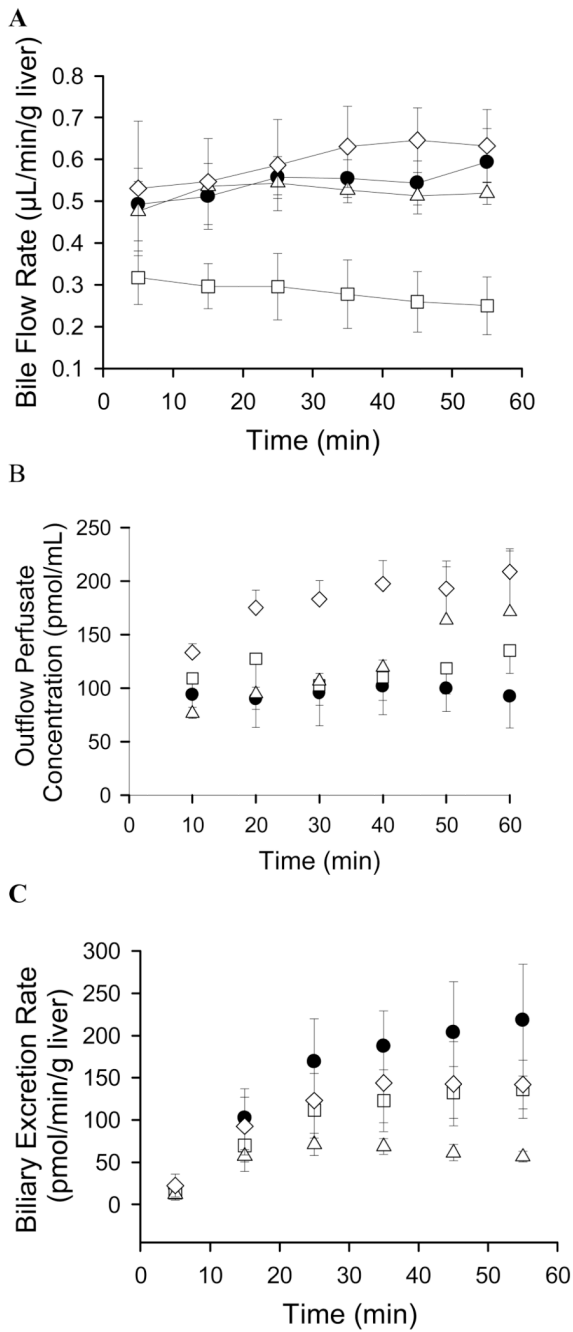 A
Bile Flow Rate (µL/min/g liver)
0.8
0.7
0.6
0.5
0.4
0.3
0.2
0.1
0 10 20 30 40 50 60
Time (min)
B
Outflow Perfusate
Concentration (pmol/mL)
250
200
150
100
50
0
0 10 20 30 40 50 60
Time (min)
C
Biliary Excretion Rate
(pmol/min/g liver)
300
250
200
150
100
50
0
0 10 20 30 40 50 60
Time (min)